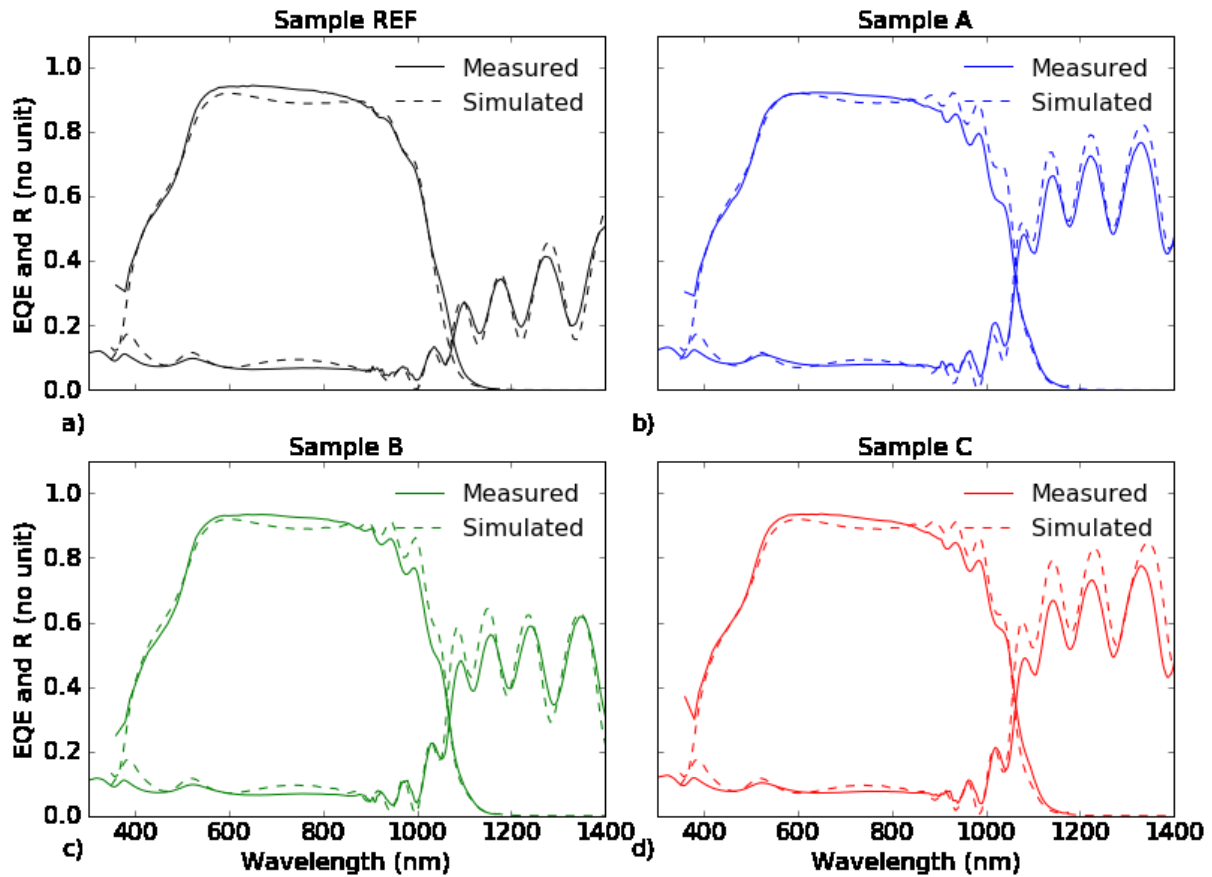 Sample REF
Sample A
1.0
0.8
0.6
0.4
0.2
0.0
EQE and R (no unit)
Measured
Simulated
Measured
Simulated
a)
b)
Sample B
Sample C
1.0
0.8
0.6
0.4
0.2
0.0
EQE and R (no unit)
Measured
Simulated
Measured
Simulated
400 600 800 1000 1200 1400
400 600 800 1000 1200 1400
c)
Wavelength (nm)
d)
Wavelength (nm)